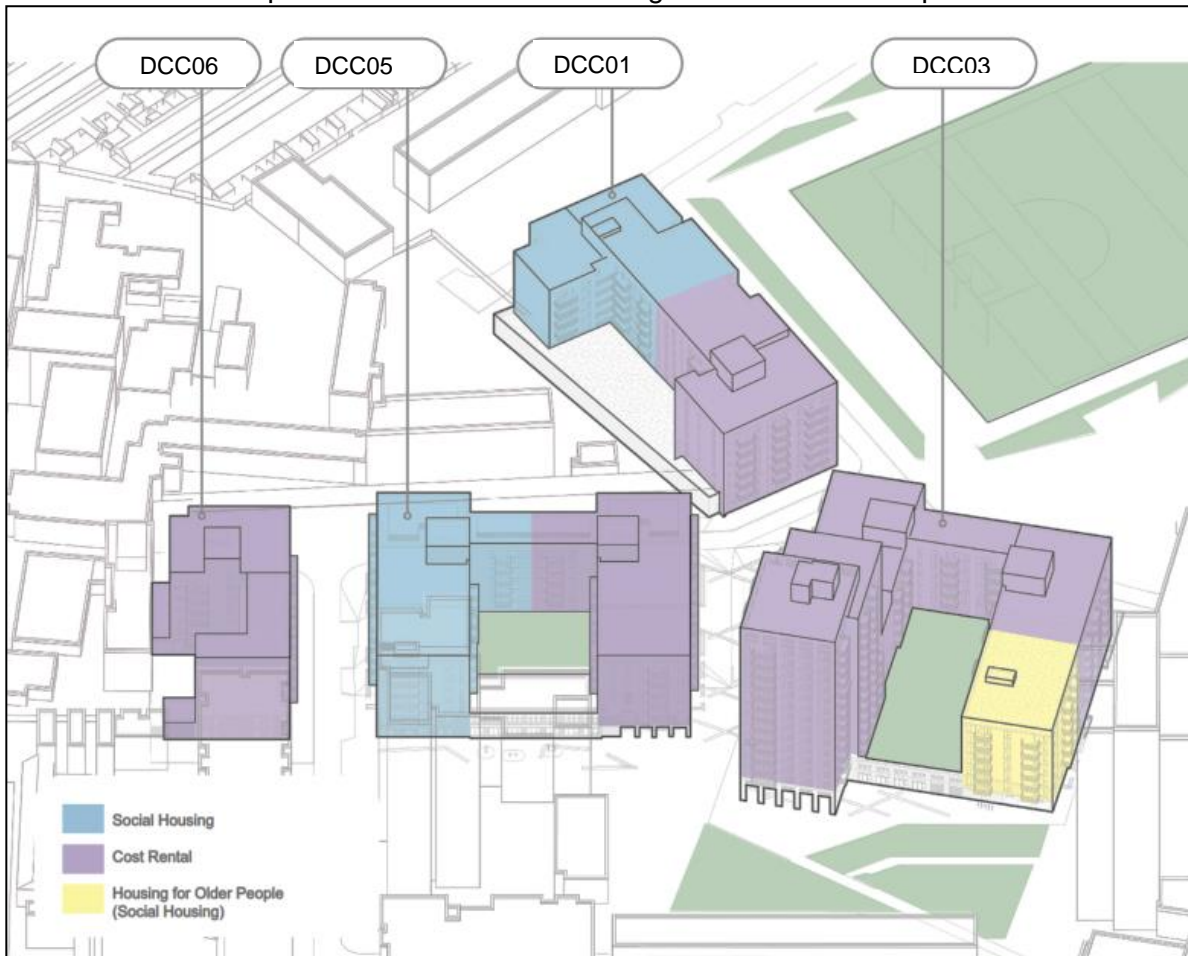 DCC06
DCC05
DCC01
DCC03
Social Housing
Cost Rental
Housing for Older People
(Social Housing)